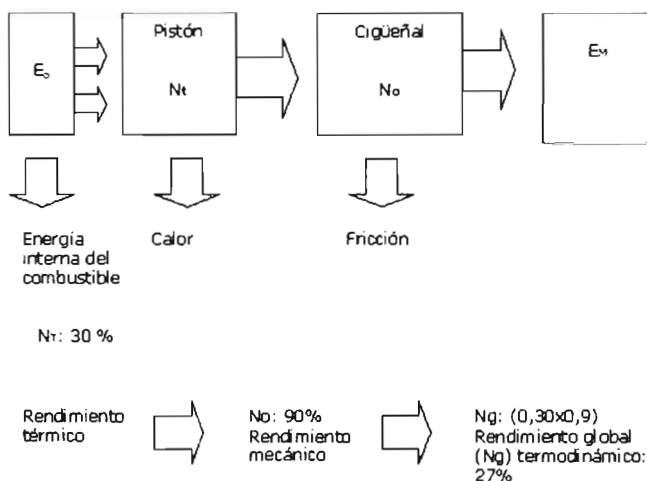 E₀
Pistón
Nt
Cigüeñal
No
EM
Energía
interna del
combustible
Calor
Fricción
NT: 30 %
Rendimiento
térmico
No: 90%
Rendimiento
mecánico
Ng: (0,30x0,9)
Rendimiento global
(Ng) termodinámico:
27%